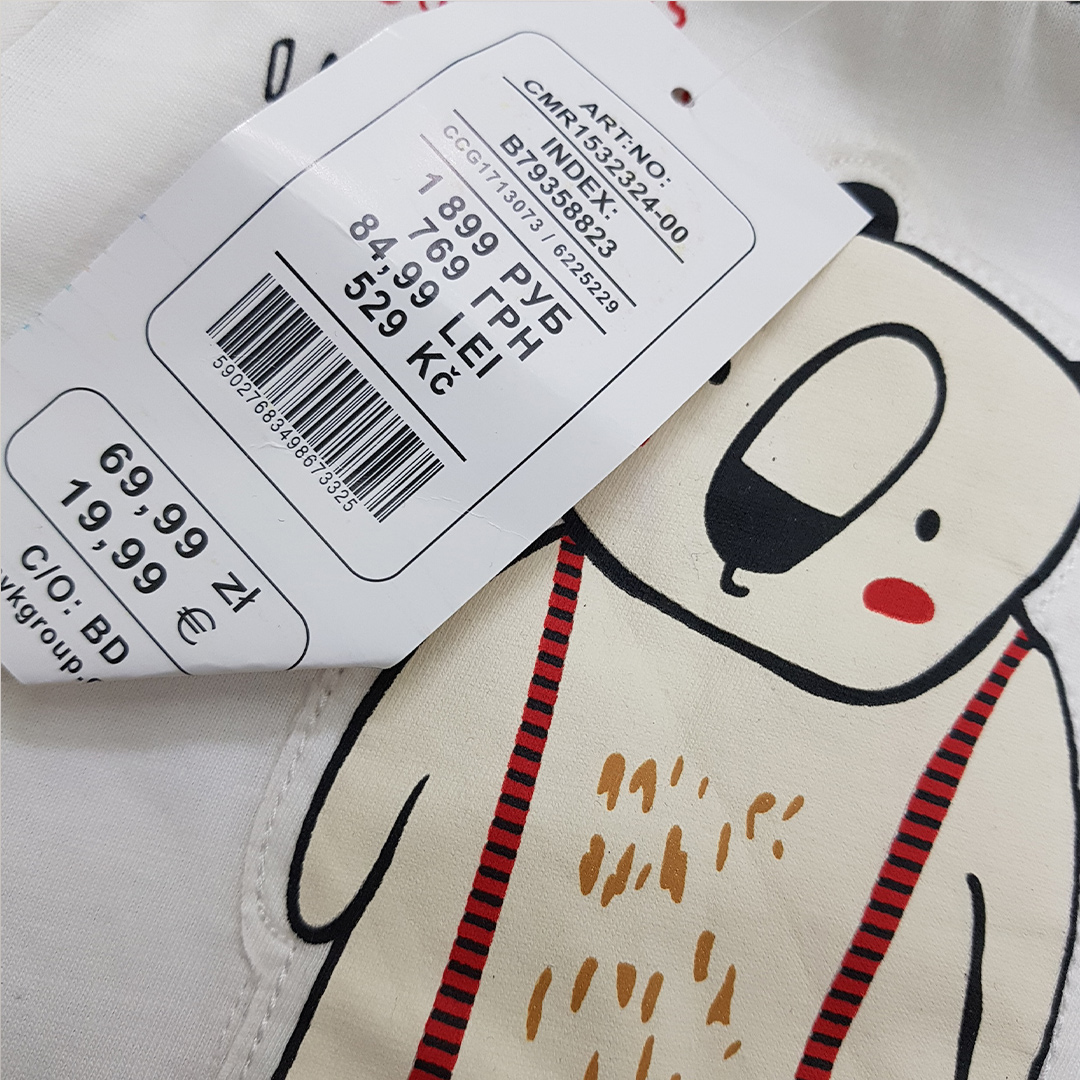 ART.NO:
CMR1532324-00
INDEX:
B79358823
CCG1713073 / 6225229
1 899 РУБ
769 ГРН
84,99 LEI
529 Kč
5902768349867​3325
69,99 zł
19,99 €
C/O: BD